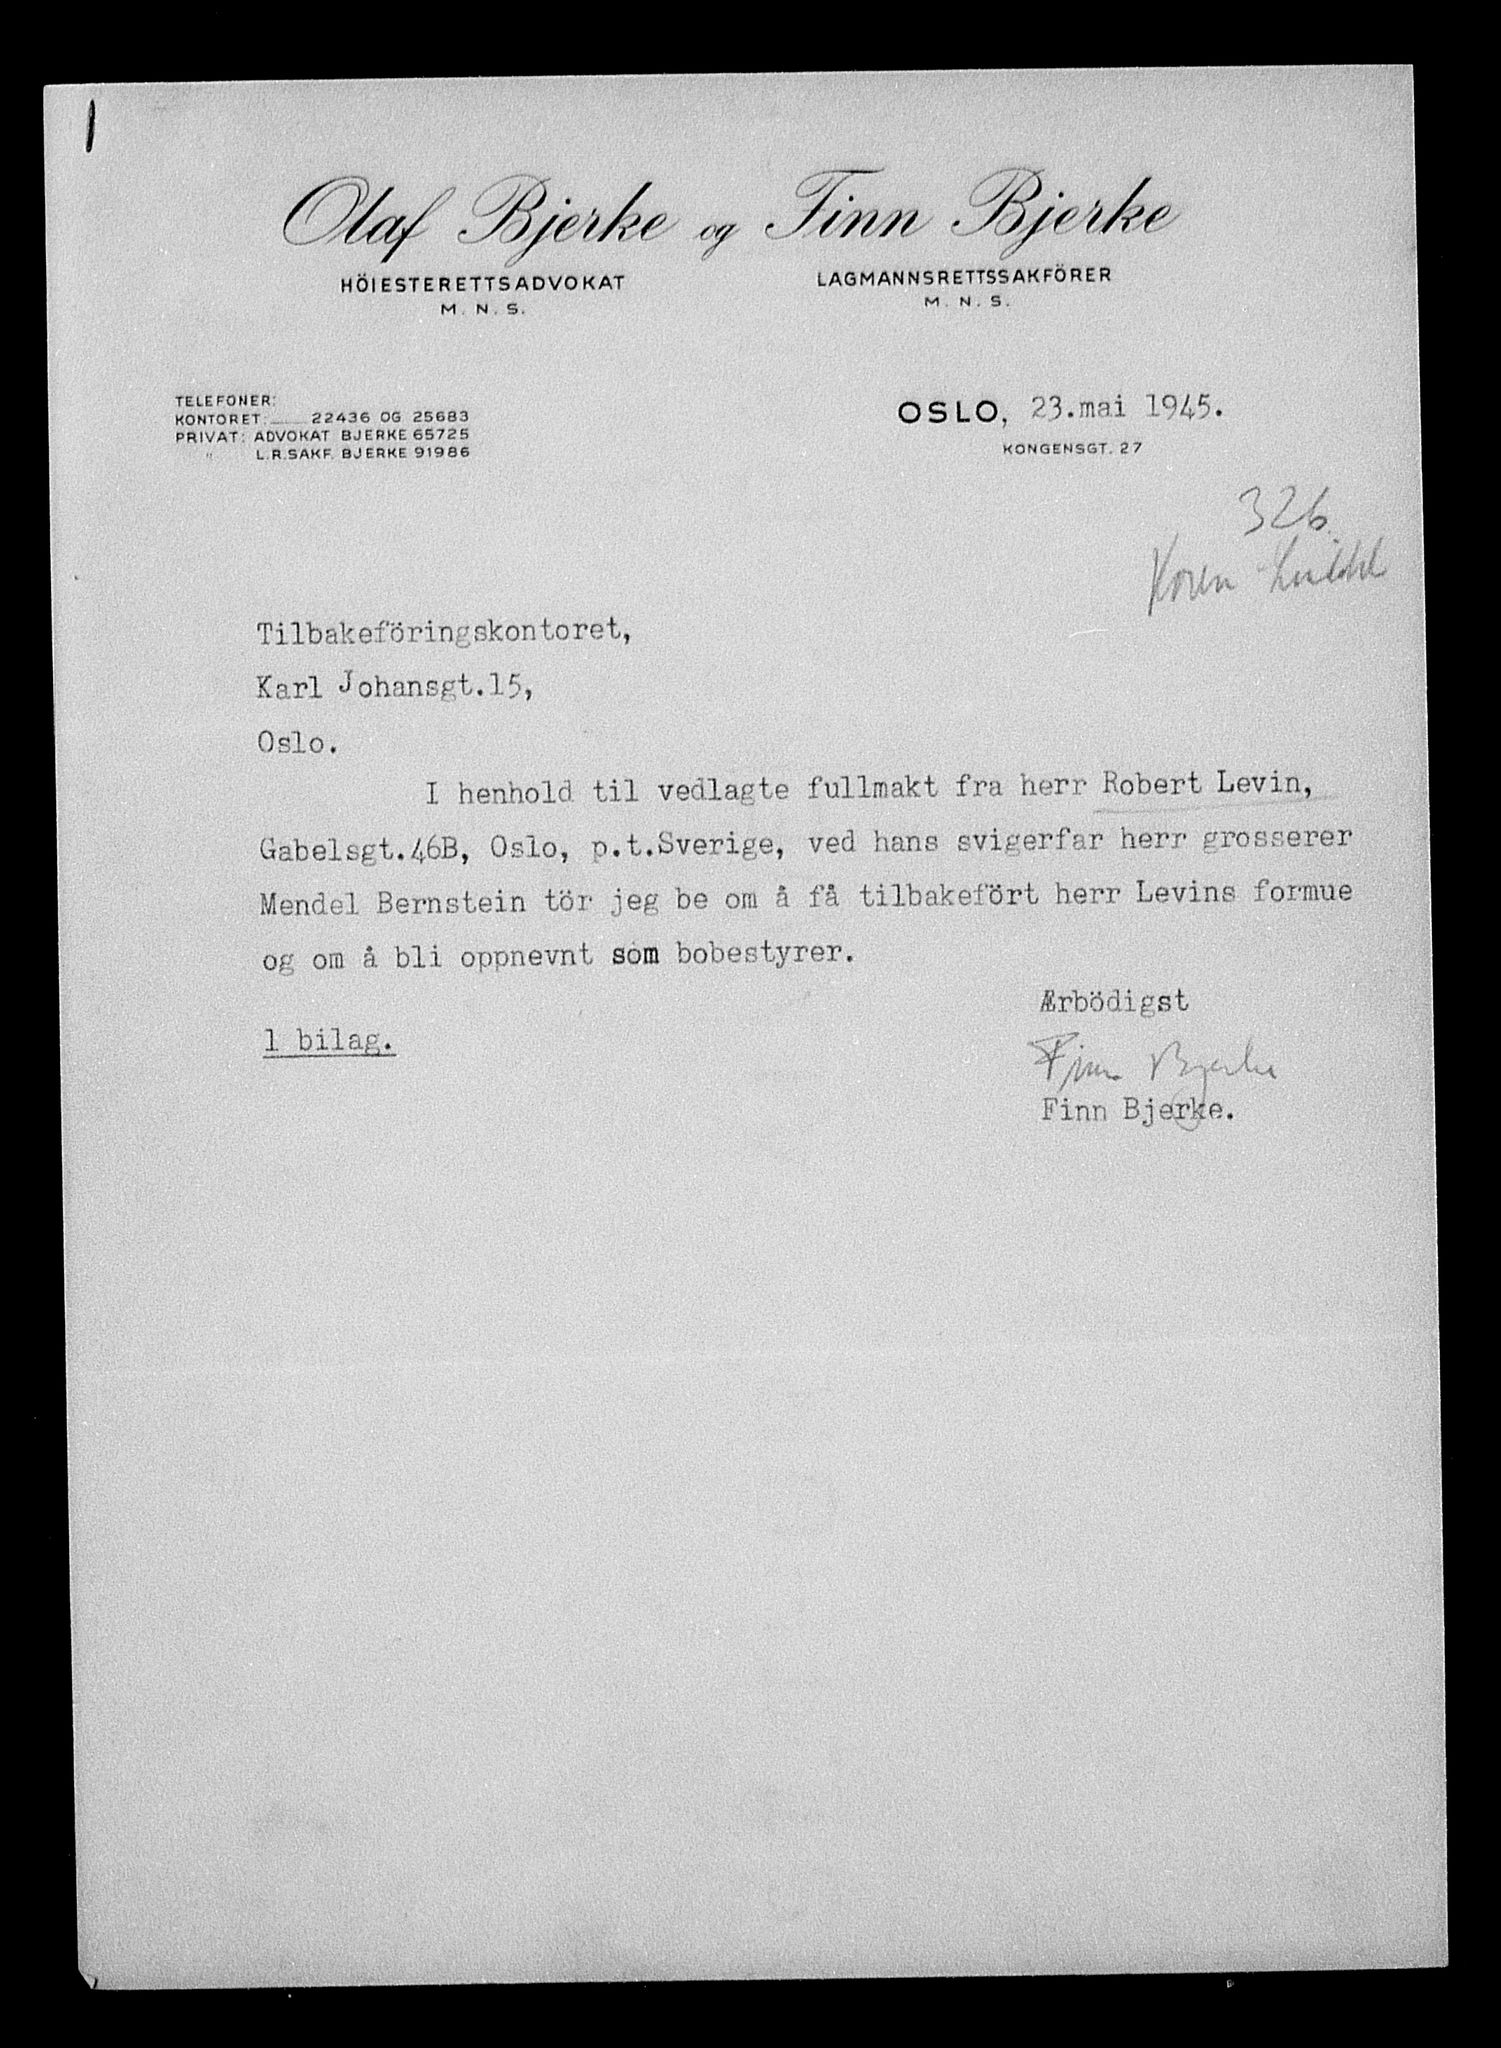 Olaf Bjerke og Finn Bjerke
HÖIESTERETTSADVOKAT LAGMANNSRETTSSAKFÖRER
M. N. S. M. N. S.
TELEFONER:
KONTORET: 22436 OG 25683
PRIVAT: ADVOKAT BJERKE 65725
" L.R.SAKF. BJERKE 91986
OSLO, 23.mai 1945.
KONGENSGT. 27
326
Koren
Tilbakeföringskontoret,
Karl Johansgt.15,
Oslo.
I henhold til vedlagte fullmakt fra herr Robert Levin,
Gabelsgt.46B, Oslo, p.t.Sverige, ved hans svigerfar herr grosserer
Mendel Bernstein tör jeg be om å få tilbakefört herr Levins formue
og om å bli oppnevnt som bobestyrer.
Ærbödigst
1 bilag.
Finn Bjerke
Finn Bjerke.